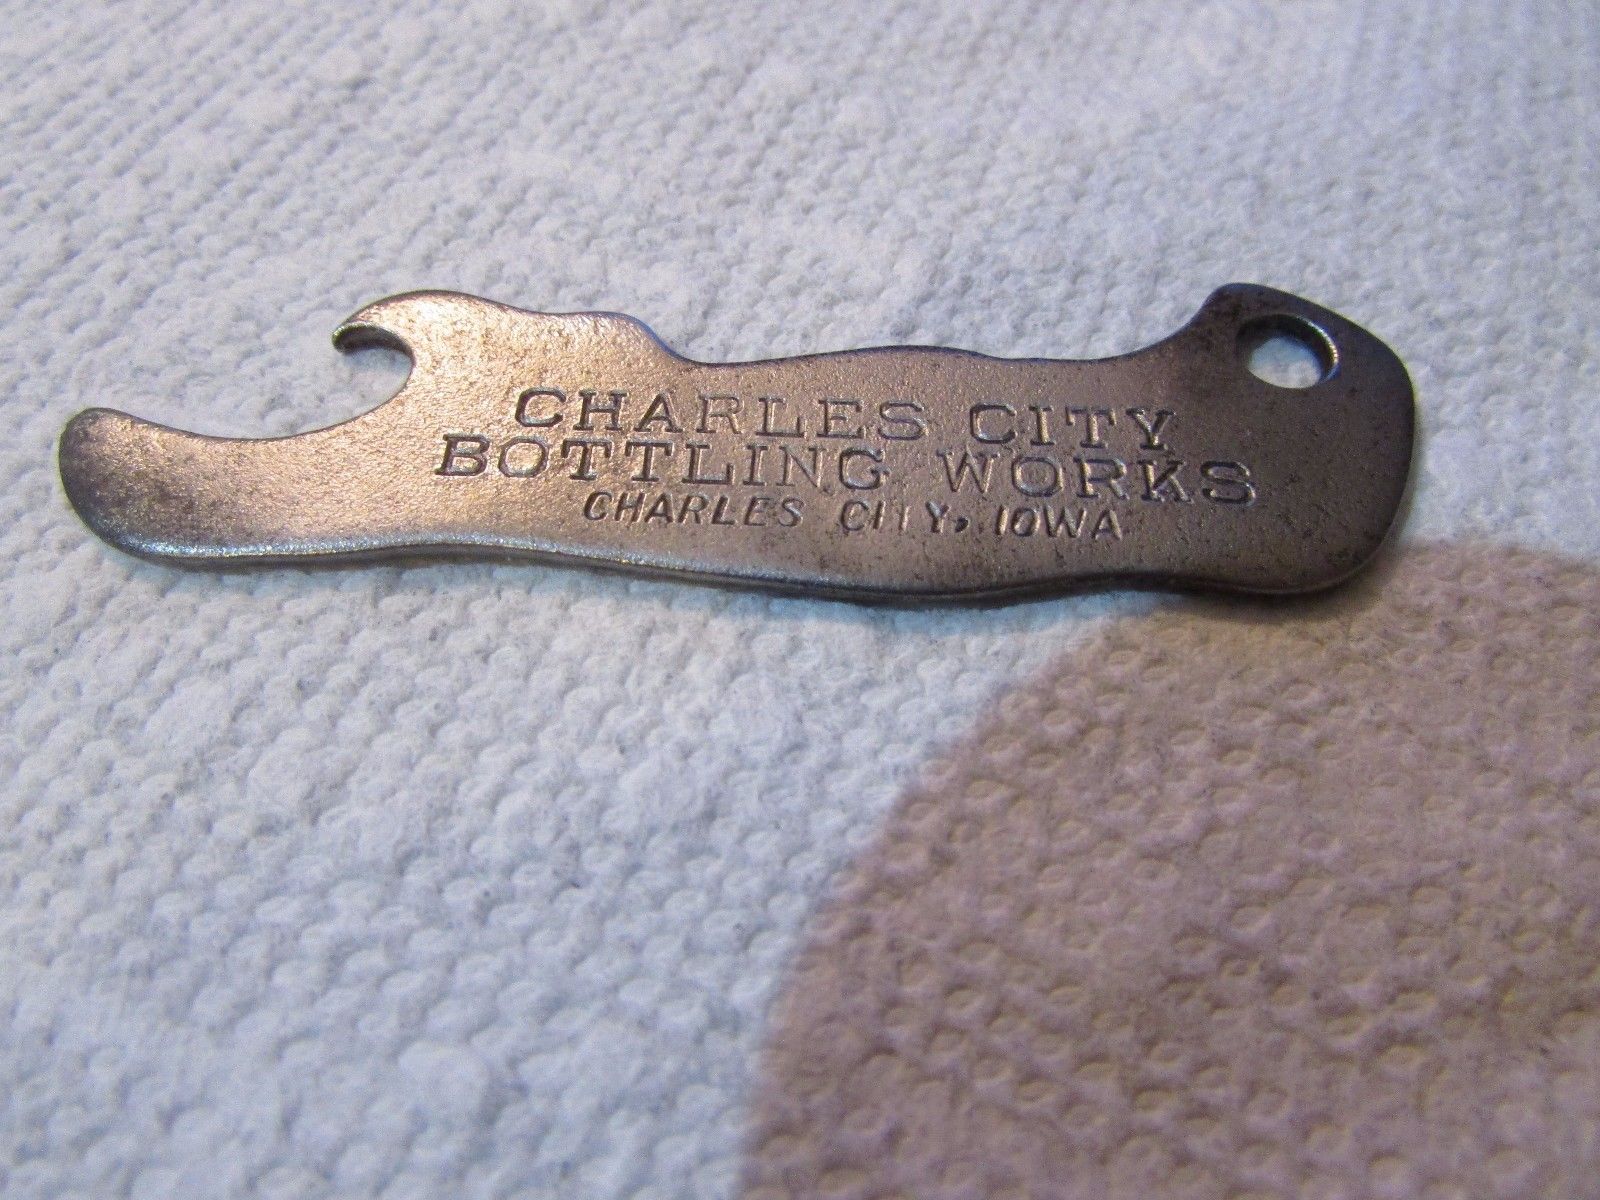 CHARLES CITY
BOTTLING WORKS
CHARLES CITY, IOWA